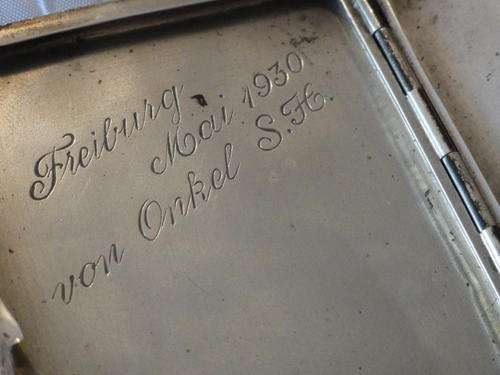 Freiburg
Mai 1930
von Onkel S.H.